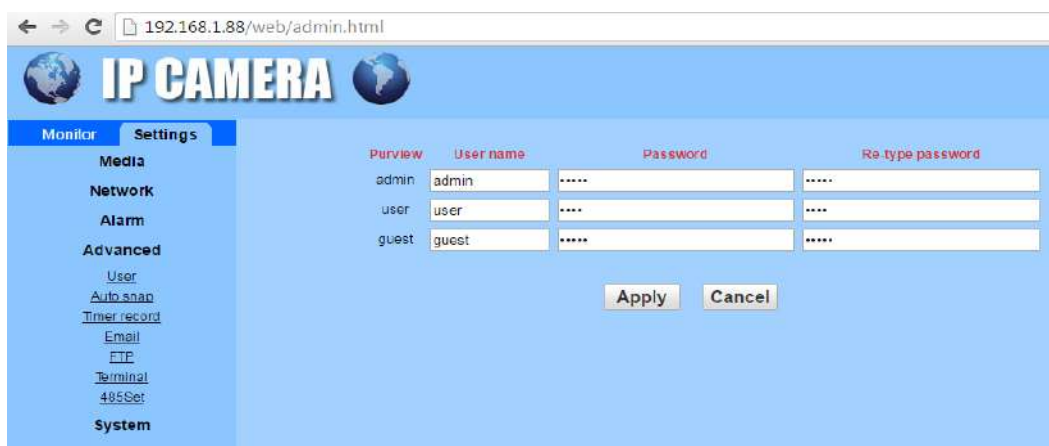 192.168.1.88/web/admin.html
IP CAMERA
Monitor Settings
Media
Network
Alarm
Advanced
User
Auto snap
Timer record
Email
FTP
Terminal
485Set
System
Purview User name Password Re-type password
admin admin ••••• •••••
user user •••• ••••
guest guest ••••• •••••
Apply Cancel